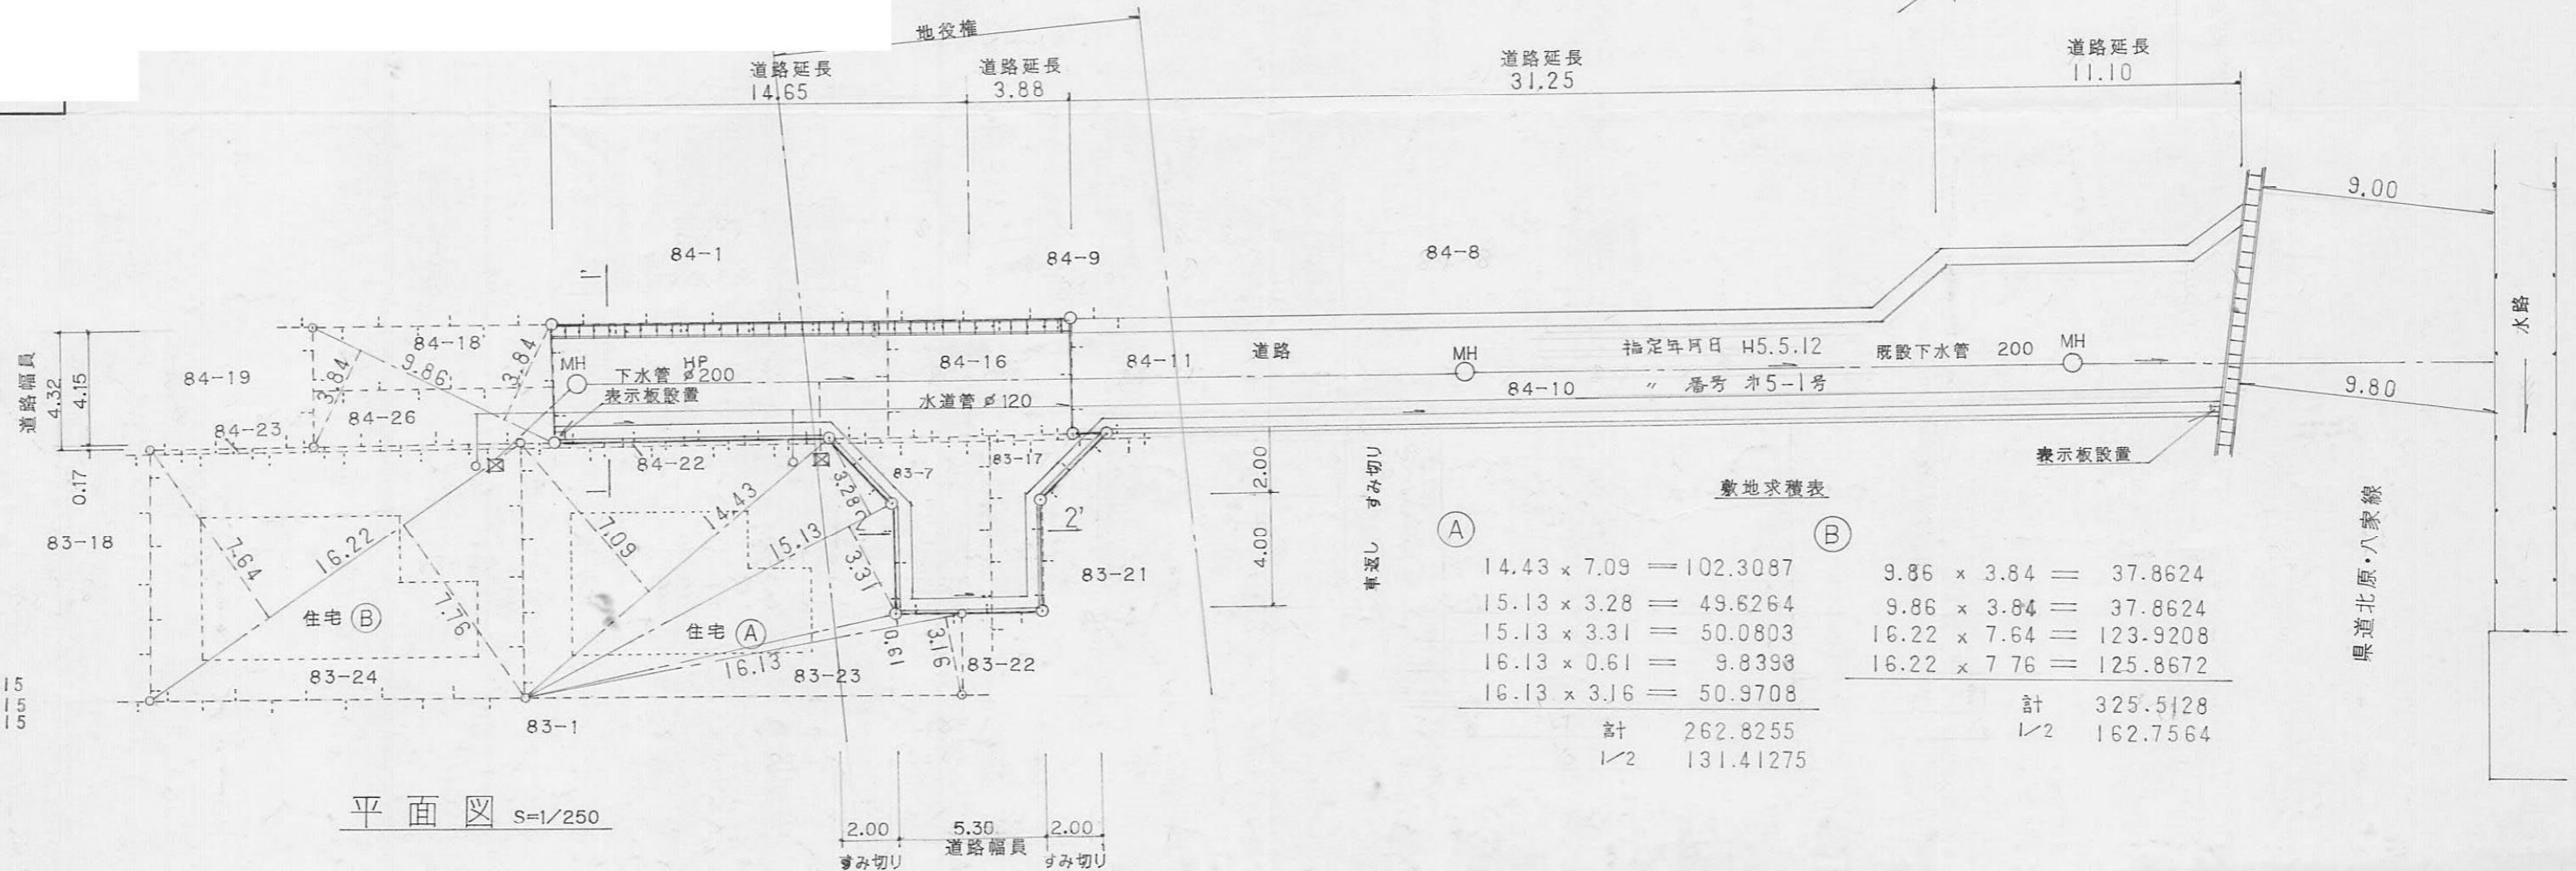 地役権
道路延長
14.65
道路延長
3.88
道路延長
31.25
道路延長
11.10
9.00
84-1
84-9
84-8
水路
道路幅員
4.32
4.15
84-19
84-18
3.84
9.86
3.84
84-26
84-23
MH
下水管 HP ø200
表示板設置
84-16
水道管 ø120
84-11
道路
MH
指定年月日 H5.5.12
既設下水管 200
MH
84-10
〃 番号 オ5-1号
9.80
表示板設置
0.17
84-22
83-7
83-17
2.00
すみ切り
4.00
車返し
83-18
7.64
16.22
7.76
7.09
14.43
15.13
3.28
3.31
2'
83-21
住宅 B
住宅 A
16.13
0.61
3.16
83-24
83-23
83-22
83-1
15
15
15
敷地求積表
A
14.43 x 7.09 = 102.3087
15.13 x 3.28 = 49.6264
15.13 x 3.31 = 50.0803
16.13 x 0.61 = 9.8393
16.13 x 3.16 = 50.9708
計 262.8255
1/2 131.41275
B
9.86 x 3.84 = 37.8624
9.86 x 3.84 = 37.8624
16.22 x 7.64 = 123.9208
16.22 x 7 76 = 125.8672
計 325.5128
1/2 162.7564
県道北原・八家線
平面図 S=1/250
2.00
すみ切り
5.30
道路幅員
2.00
すみ切り